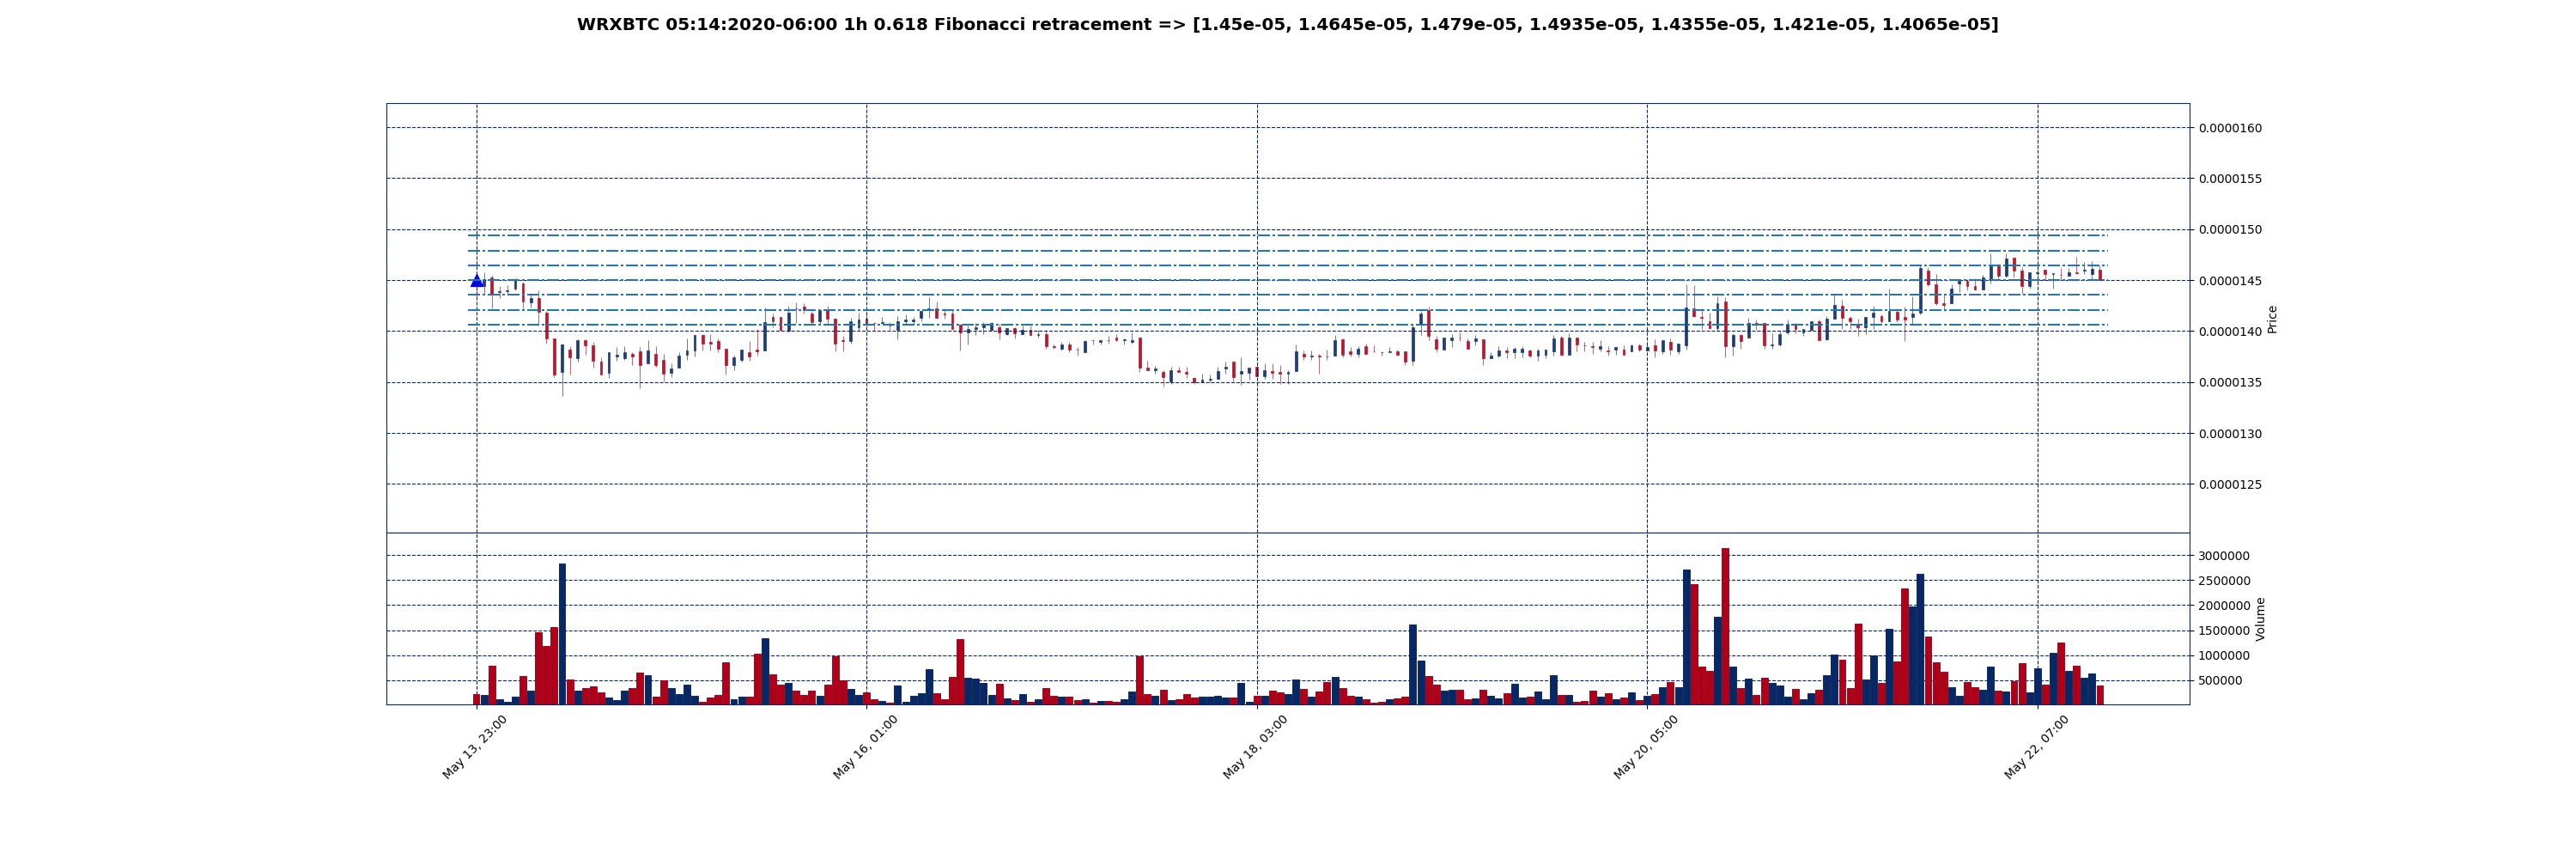 WRXBTC 05:14:2020-06:00 1h 0.618 Fibonacci retracement => [1.45e-05, 1.4645e-05, 1.479e-05, 1.4935e-05, 1.4355e-05, 1.421e-05, 1.4065e-05]
0.0000160
0.0000155
0.0000150
0.0000145
0.0000140
0.0000135
0.0000130
0.0000125
Price
3000000
2500000
2000000
1500000
1000000
500000
Volume
May 13, 23:00
May 16, 01:00
May 18, 03:00
May 20, 05:00
May 22, 07:00